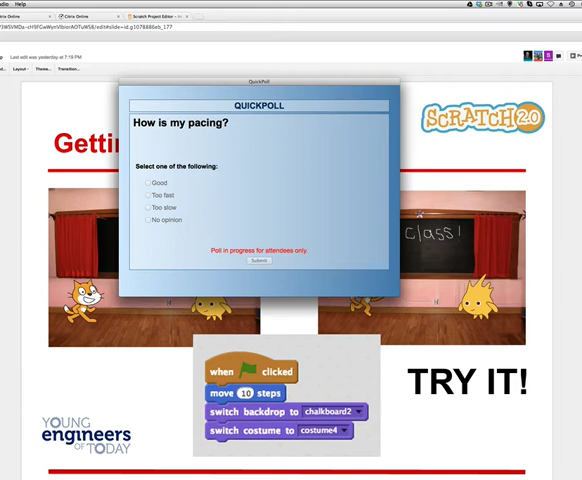 Help
Citrix Online
Scratch Project Editor - Im
Last edit was yesterday at 7:19 PM
Layout
Theme...
Transition...
QuickPoll
QUICKPOLL
How is my pacing?
Select one of the following:
Good
Too fast
Too slow
No opinion
Poll in progress for attendees only.
Submit
SCRATCH 2.0
Getti
Class!
when clicked
move 10 steps
switch backdrop to chalkboard2
switch costume to costume4
TRY IT!
YOUNG
engineers
OF TODAY